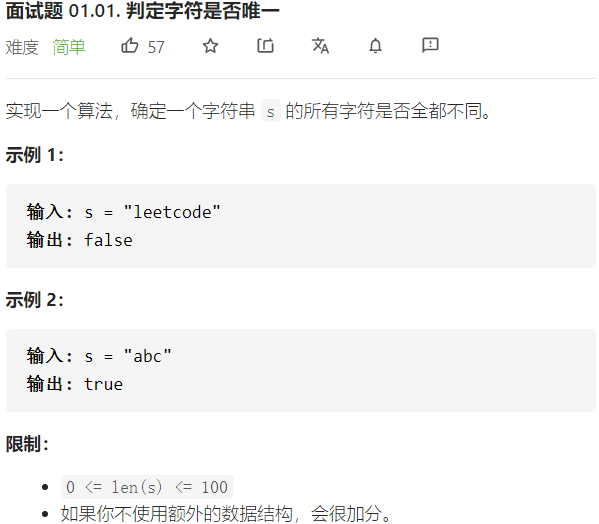 面试题 01.01. 判定字符是否唯一
难度 简单 57
实现一个算法，确定一个字符串 s 的所有字符是否全都不同。
示例 1：
输入: s = "leetcode"
输出: false
示例 2：
输入: s = "abc"
输出: true
限制：
0 <= len(s) <= 100
如果你不使用额外的数据结构，会很加分。